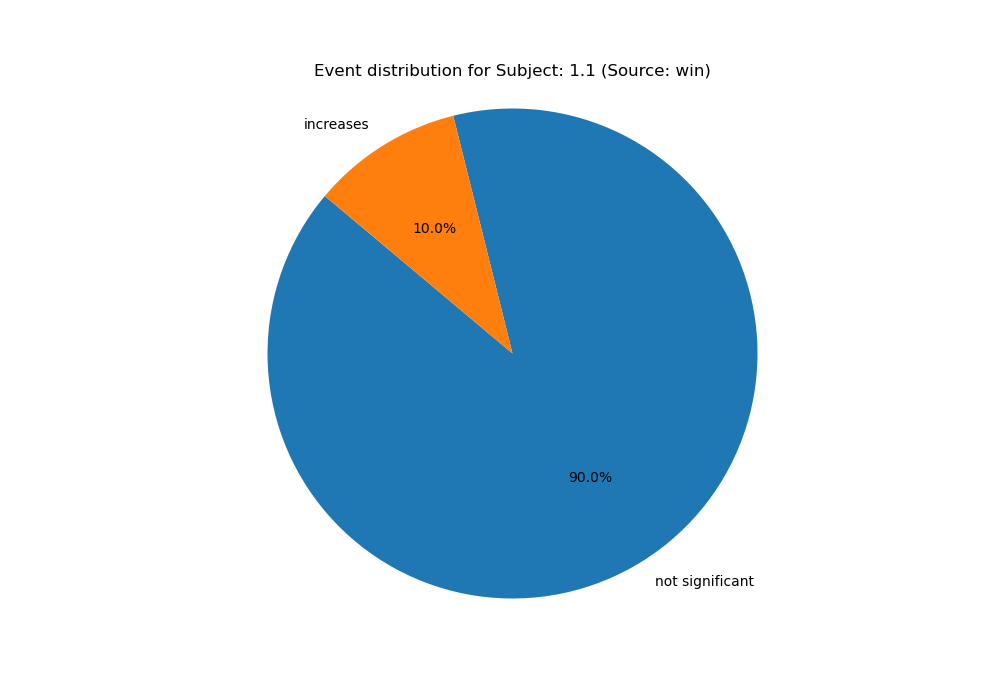 Event distribution for Subject: 1.1 (Source: win)
increases
10.0%
90.0%
not significant